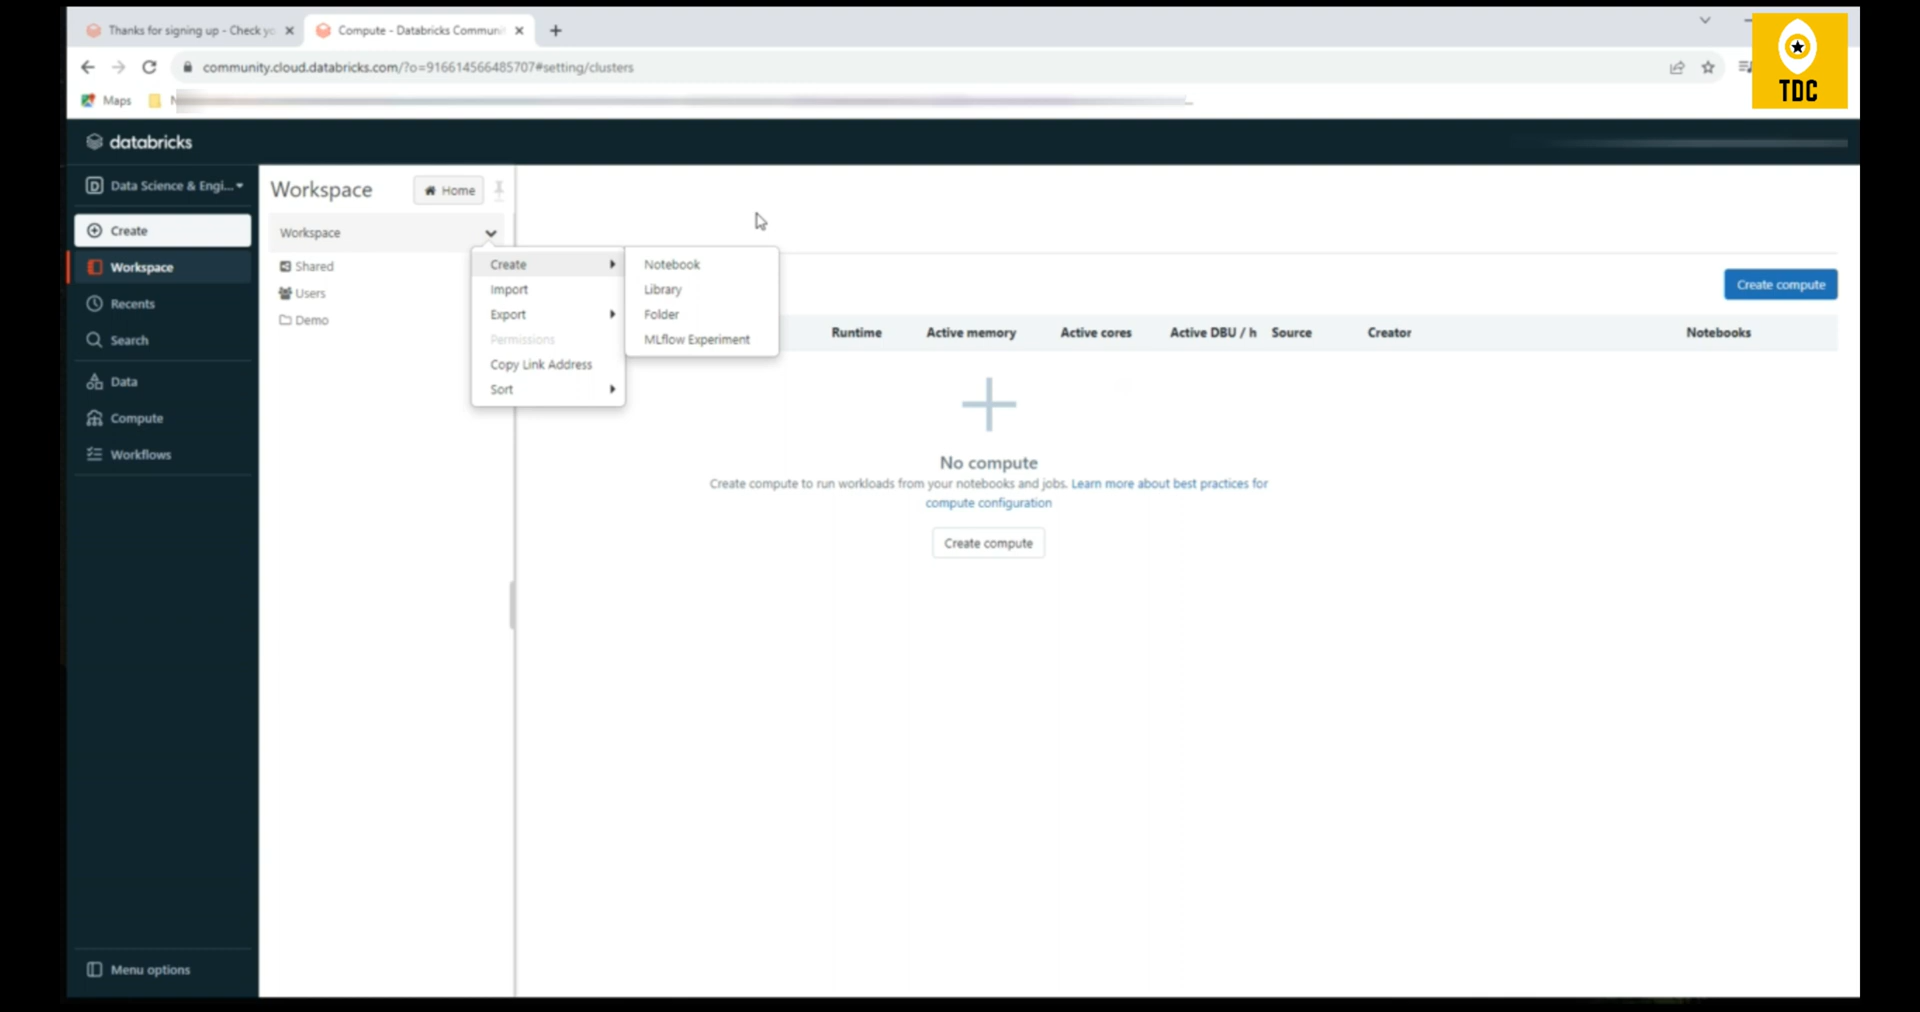 Thanks for signing up - Check yo
Compute - Databricks Communi
community.cloud.databricks.com/?o=916614566485707#setting/clusters
TDC
Maps
databricks
Data Science & Engi...
Create
Workspace
Recents
Search
Data
Compute
Workflows
Menu options
Workspace
Home
Workspace
Shared
Users
Demo
Create
Import
Export
Permissions
Copy Link Address
Sort
Notebook
Library
Folder
MLflow Experiment
Create compute
Runtime Active memory Active cores Active DBU / h Source Creator Notebooks
No compute
Create compute to run workloads from your notebooks and jobs. Learn more about best practices for
compute configuration
Create compute